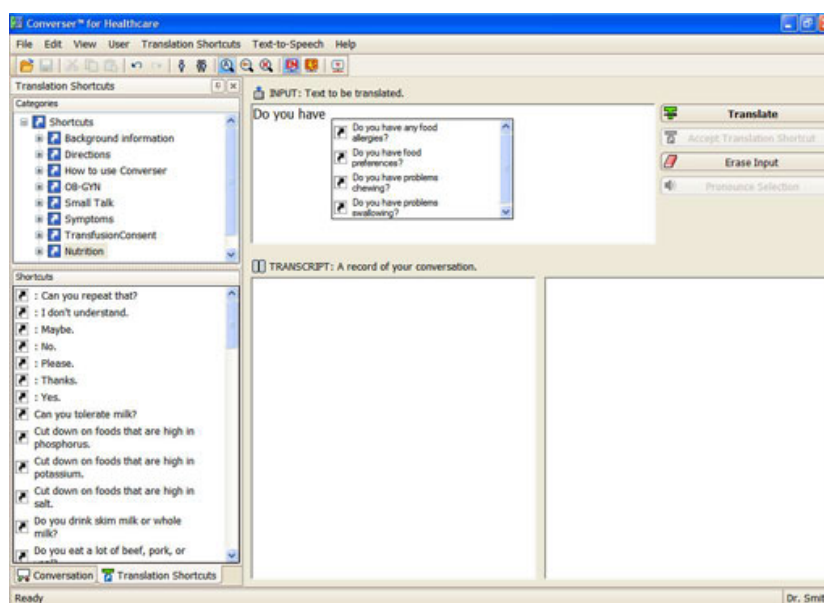 Converser™ for Healthcare
File Edit View User Translation Shortcuts Text-to-Speech Help
Translation Shortcuts
Categories
Shortcuts
Background information
Directions
How to use Converser
OB-GYN
Small Talk
Symptoms
TransfusionConsent
Nutrition
Shortcuts
: Can you repeat that?
: I don't understand.
: Maybe.
: No.
: Please.
: Thanks.
: Yes.
Can you tolerate milk?
Cut down on foods that are high in
phosphorus.
Cut down on foods that are high in
potassium.
Cut down on foods that are high in
salt.
Do you drink skim milk or whole
milk?
Do you eat a lot of beef, pork, or
Conversation Translation Shortcuts
INPUT: Text to be translated.
Do you have
Do you have any food
allergies?
Do you have food
preferences?
Do you have problems
chewing?
Do you have problems
swallowing?
Translate
Accept Translation Shortcut
Erase Input
Pronounce Selection
TRANSCRIPT: A record of your conversation.
Ready
Dr. Smit